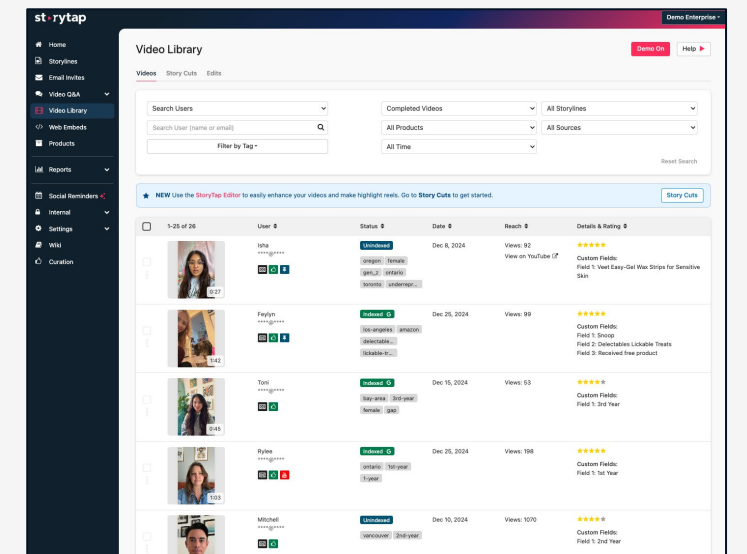 storytap
Demo Enterprise
Home
Storylines
Email Invites
Video Q&A
Video Library
Web Embeds
Products
Reports
Social Reminders
Internal
Settings
Wiki
Curation
Video Library
Demo On
Help
Videos Story Cuts Edits
Search Users
Completed Videos
All Storylines
Search User (name or email)
All Products
All Sources
Filter by Tag
All Time
Reset Search
NEW Use the StoryTap Editor to easily enhance your videos and make highlight reels. Go to Story Cuts to get started.
Story Cuts
1-25 of 26 User Status Date Reach Details & Rating
0:27
Isha
****@****
Unindexed
oregon female
gen_z ontario
toronto underrepr...
Dec 8, 2024
Views: 92
View on YouTube
Custom Fields:
Field 1: Veet Easy-Gel Wax Strips for Sensitive
Skin
1:42
Feylyn
****@****
Indexed G
los-angeles amazon
delectable...
lickable-tr...
Dec 25, 2024
Views: 99
Custom Fields:
Field 1: Snoop
Field 2: Delectables Lickable Treats
Field 3: Received free product
0:45
Toni
****@****
Indexed G
bay-area 3rd-year
female gap
Dec 15, 2024
Views: 53
Custom Fields:
Field 1: 3rd Year
1:03
Rylee
****@****
Indexed G
ontario 1st-year
1-year
Dec 25, 2024
Views: 198
Custom Fields:
Field 1: 1st Year
Mitchell
****@****
Unindexed
vancouver 2nd-year
Dec 10, 2024
Views: 1070
Custom Fields:
Field 1: 2nd Year